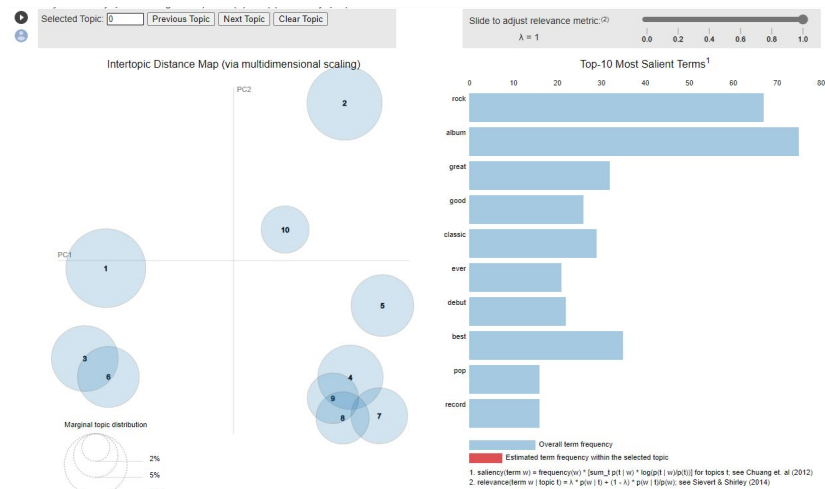 Selected Topic: 0 Previous Topic Next Topic Clear Topic
Slide to adjust relevance metric:(2)
λ = 1
0.0 0.2 0.4 0.6 0.8 1.0
Intertopic Distance Map (via multidimensional scaling)
PC2
PC1
2
10
1
5
3
6
4
9
8
7
Marginal topic distribution
2%
5%
Top-10 Most Salient Terms1
0 10 20 30 40 50 60 70 80
rock
album
great
good
classic
ever
debut
best
pop
record
Overall term frequency
Estimated term frequency within the selected topic
1. saliency(term w) = frequency(w) * [sum_t p(t | w) * log(p(t | w)/p(t))] for topics t; see Chuang et. al (2012)
2. relevance(term w | topic t) = λ * p(w | t) + (1 - λ) * p(w | t)/p(w); see Sievert & Shirley (2014)